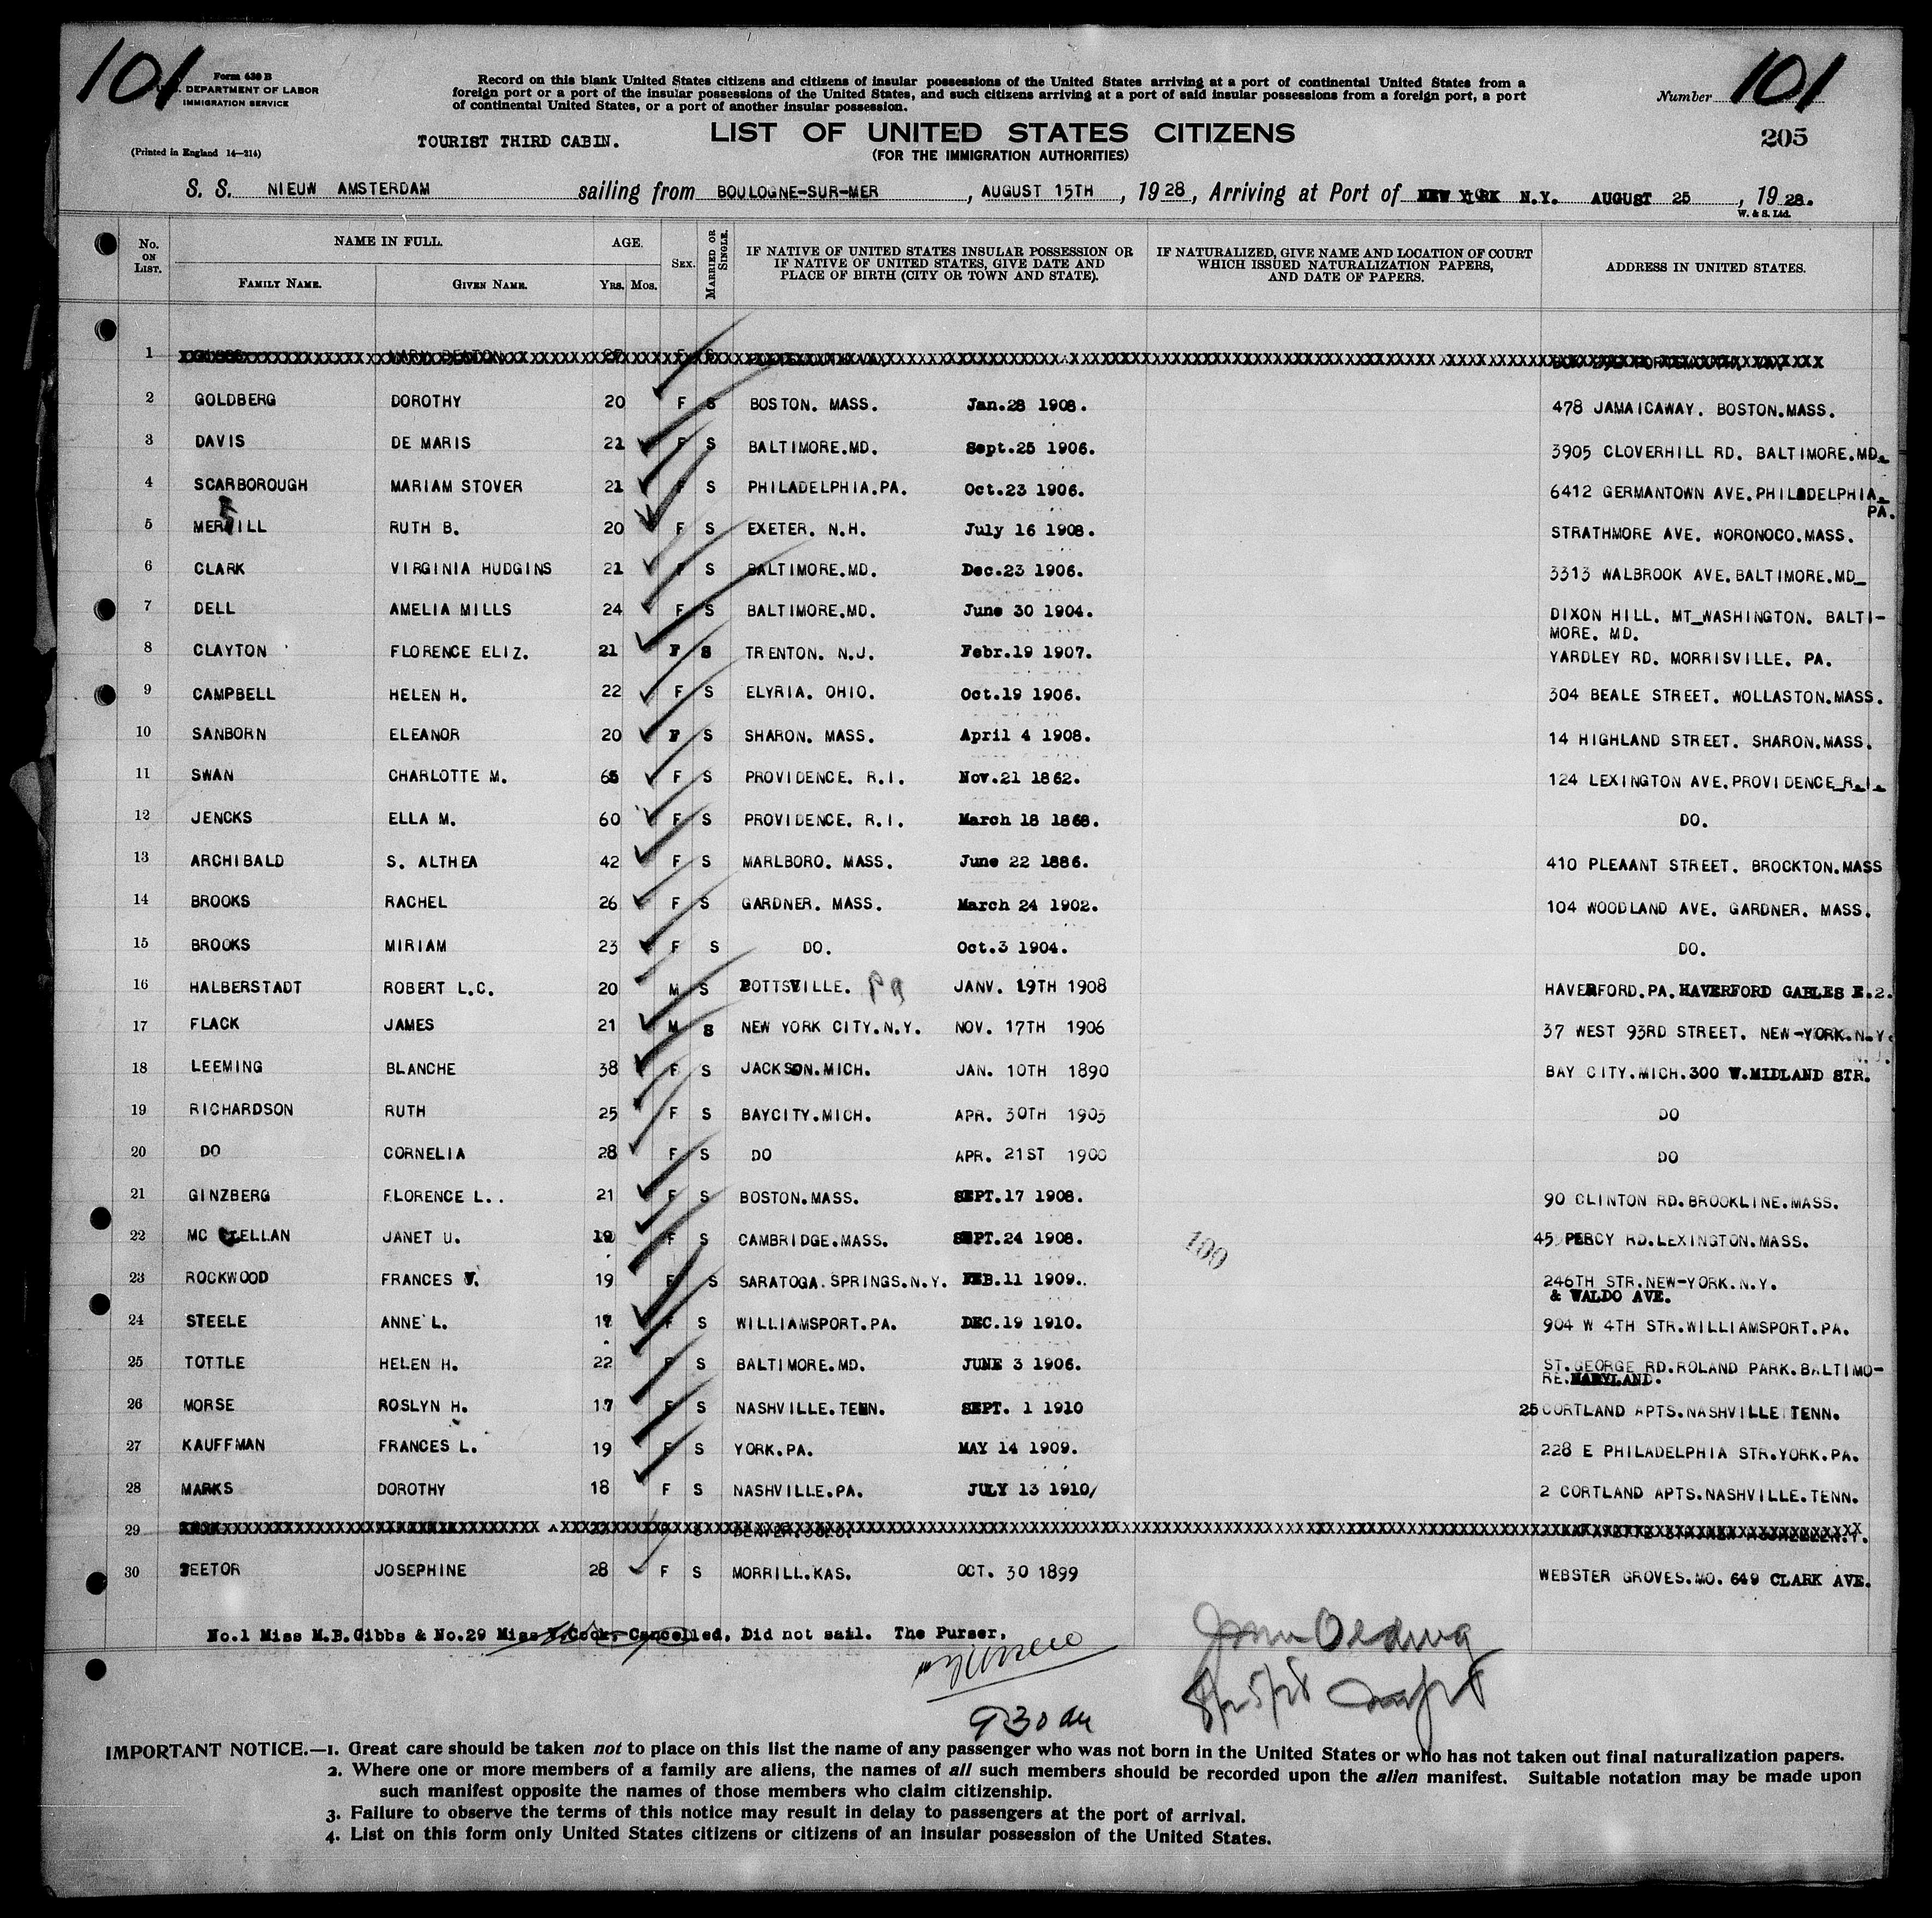 101
101
Form 630 B
DEPARTMENT OF LABOR
IMMIGRATION SERVICE
(Printed in England 14—214)
Record on this blank United States citizens and citizens of insular possessions of the United States arriving at a port of continental United States from a
foreign port or a port of the insular possessions of the United States, and such citizens arriving at a port of said insular possessions from a foreign port, a port
of continental United States, or a port of another insular possession.
Number
205
TOURIST THIRD CABIN.
LIST OF UNITED STATES CITIZENS
(FOR THE IMMIGRATION AUTHORITIES)
S. S. NIEUW AMSTERDAM sailing from BOULOGNE-SUR-MER, AUGUST 15TH, 1928, Arriving at Port of NEW YORK N.Y. AUGUST 25, 1928.
W. & S. Ltd.
No. ON LIST. NAME IN FULL. AGE. SEX. MARRIED OR SINGLE. IF NATIVE OF UNITED STATES INSULAR POSSESSION OR IF NATIVE OF UNITED STATES, GIVE DATE AND PLACE OF BIRTH (CITY OR TOWN AND STATE). IF NATURALIZED, GIVE NAME AND LOCATION OF COURT WHICH ISSUED NATURALIZATION PAPERS, AND DATE OF PAPERS. ADDRESS IN UNITED STATES.
FAMILY NAME. GIVEN NAME. YRS. MOS.
1
2 GOLDBERG DOROTHY 20 F S BOSTON. MASS. Jan.28 1908. 478 JAMAICAWAY. BOSTON.MASS.
3 DAVIS DE MARIS 21 F S BALTIMORE.MD. Sept.25 1906. 3905 CLOVERHILL RD. BALTIMORE.MD.
4 SCARBOROUGH MARIAM STOVER 21 F S PHILADELPHIA.PA. Oct.23 1906. 6412 GERMANTOWN AVE.PHILADELPHIA.
PA.
5 MERRILL RUTH B. 20 F S EXETER. N.H. July 16 1908. STRATHMORE AVE. WORONOCO.MASS.
6 CLARK VIRGINIA HUDGINS 21 F S BALTIMORE.MD. Dec.23 1906. 3313 WALBROOK AVE.BALTIMORE.MD_
7 DELL AMELIA MILLS 24 F S BALTIMORE.MD. June 30 1904. DIXON HILL. MT_WASHINGTON. BALTI-
MORE. MD.
8 CLAYTON FLORENCE ELIZ. 21 F S TRENTON. N.J. Febr.19 1907. YARDLEY RD. MORRISVILLE. PA.
9 CAMPBELL HELEN H. 22 F S ELYRIA. OHIO. Oct.19 1906. 304 BEALE STREET. WOLLASTON.MASS.
10 SANBORN ELEANOR 20 F S SHARON. MASS. April 4 1908. 14 HIGHLAND STREET. SHARON.MASS.
11 SWAN CHARLOTTE M. 65 F S PROVIDENCE. R.I. Nov.21 1862. 124 LEXINGTON AVE.PROVIDENCE_R.I.
12 JENCKS ELLA M. 60 F S PROVIDENCE. R.I. March 18 1868. DO.
13 ARCHIBALD S. ALTHEA 42 F S MARLBORO. MASS. June 22 1886. 410 PLEAANT STREET. BROCKTON.MASS
14 BROOKS RACHEL 26 F S GARDNER. MASS. March 24 1902. 104 WOODLAND AVE. GARDNER. MASS.
15 BROOKS MIRIAM 23 F S DO. Oct.3 1904. DO.
16 HALBERSTADT ROBERT L.C. 20 M S POTTSVILLE. PA JANV. 19TH 1908 HAVERFORD.PA.HAVERFORD GABLES E.2.
17 FLACK JAMES 21 M S NEW YORK CITY.N.Y. NOV. 17TH 1906 37 WEST 93RD STREET. NEW-YORK.N.Y.
18 LEEMING BLANCHE 38 F S JACKSON.MICH. JAN. 10TH 1890 BAY CITY.MICH.300 W.MIDLAND STR.
19 RICHARDSON RUTH 25 F S BAYCITY.MICH. APR. 30TH 1903 DO
20 DO CORNELIA 28 F S DO APR. 21ST 1900 DO
21 GINZBERG FLORENCE L.. 21 F S BOSTON.MASS. SEPT.17 1908. 90 CLINTON RD.BROOKLINE.MASS.
22 MC CLELLAN JANET U. 19 F S CAMBRIDGE.MASS. SEPT.24 1908. 100 45 PERCY RD.LEXINGTON.MASS.
23 ROCKWOOD FRANCES V. 19 F S SARATOGA.SPRINGS.N.Y. FEB.11 1909.. 246TH STR.NEW-YORK.N.Y.
& WALDO AVE.
24 STEELE ANNE L. 17 F S WILLIAMSPORT.PA. DEC.19 1910. 904 W 4TH STR.WILLIAMSPORT.PA.
25 TOTTLE HELEN H. 22 F S BALTIMORE.MD. JUNE 3 1906. ST.GEORGE RD.ROLAND PARK.BALTIMO-
RE.MARYLAND.
26 MORSE ROSLYN H. 17 F S NASHVILLE.TENN. SEPT. 1 1910 25 CORTLAND APTS.NASHVILLE TENN.
27 KAUFFMAN FRANCES L. 19 F S YORK.PA. MAY 14 1909. 228 E PHILADELPHIA STR.YORK.PA.
28 MARKS DOROTHY 18 F S NASHVILLE.PA. JULY 13 1910/ 2 CORTLAND APTS.NASHVILLE.TENN.
29
30 TEETOR JOSEPHINE 28 F S MORRILL.KAS. OCT. 30 1899 WEBSTER GROVES.MO. 649 CLARK AVE.
No.1 Miss M.B.Gibbs & No.29 Miss Cook. Cancelled. Did not sail. The Purser.
930 am
IMPORTANT NOTICE.—1. Great care should be taken not to place on this list the name of any passenger who was not born in the United States or who has not taken out final naturalization papers.
2. Where one or more members of a family are aliens, the names of all such members should be recorded upon the alien manifest. Suitable notation may be made upon
such manifest opposite the names of those members who claim citizenship.
3. Failure to observe the terms of this notice may result in delay to passengers at the port of arrival.
4. List on this form only United States citizens or citizens of an insular possession of the United States.